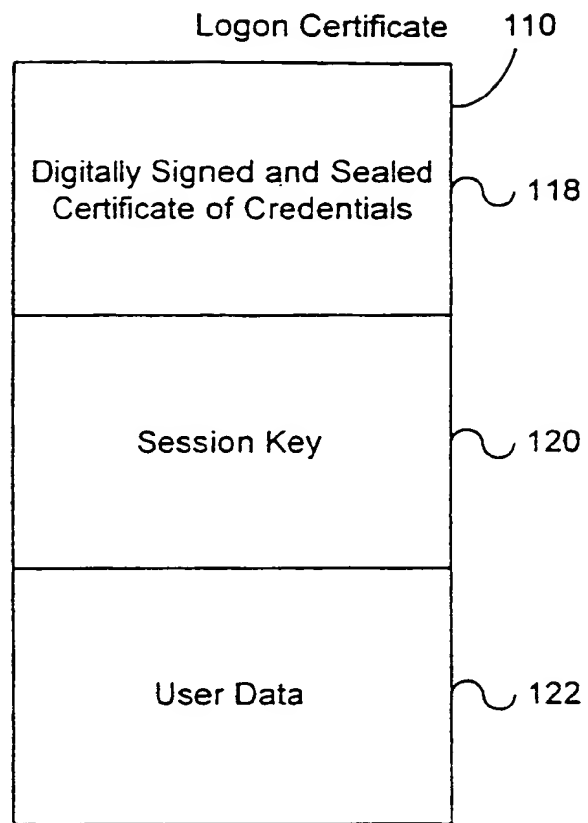 Logon Certificate 110
Digitally Signed and Sealed
Certificate of Credentials
118
Session Key
120
User Data
122